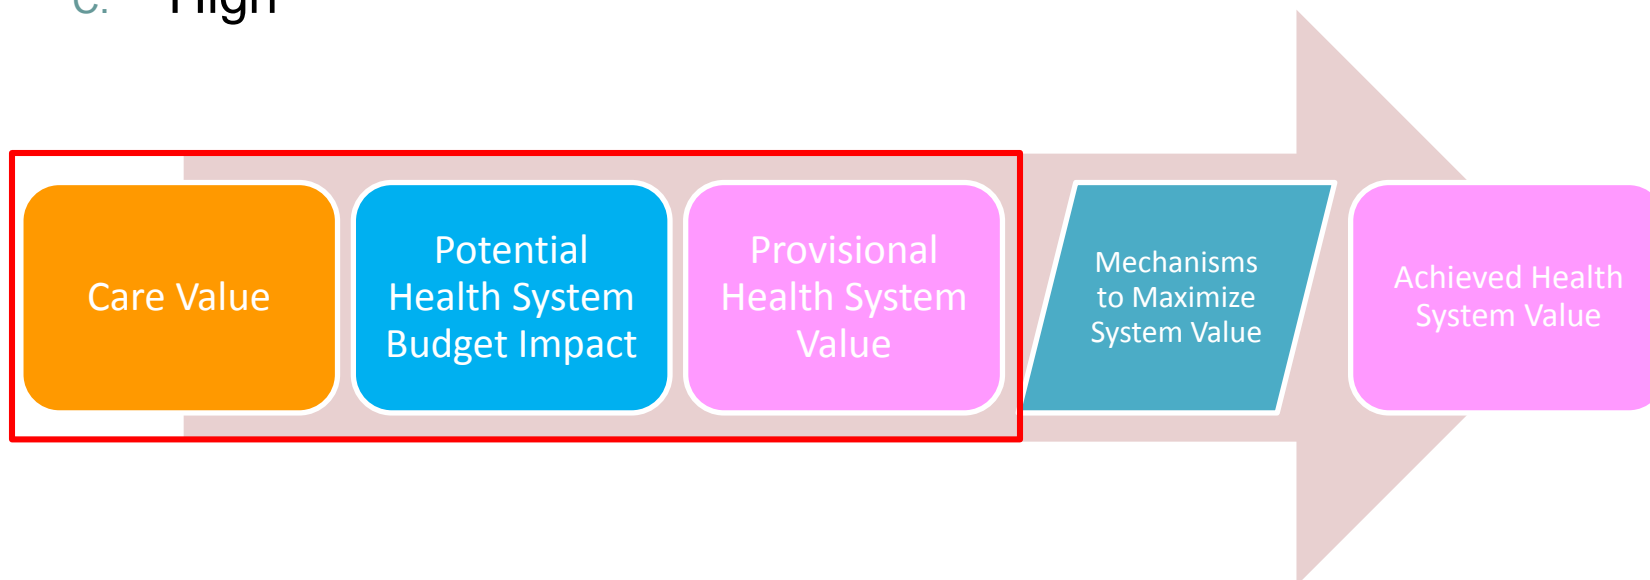 C. High
Care Value
Potential
Health System
Budget Impact
Provisional
Health System
Value
Mechanisms
to Maximize
System Value
Achieved Health
System Value